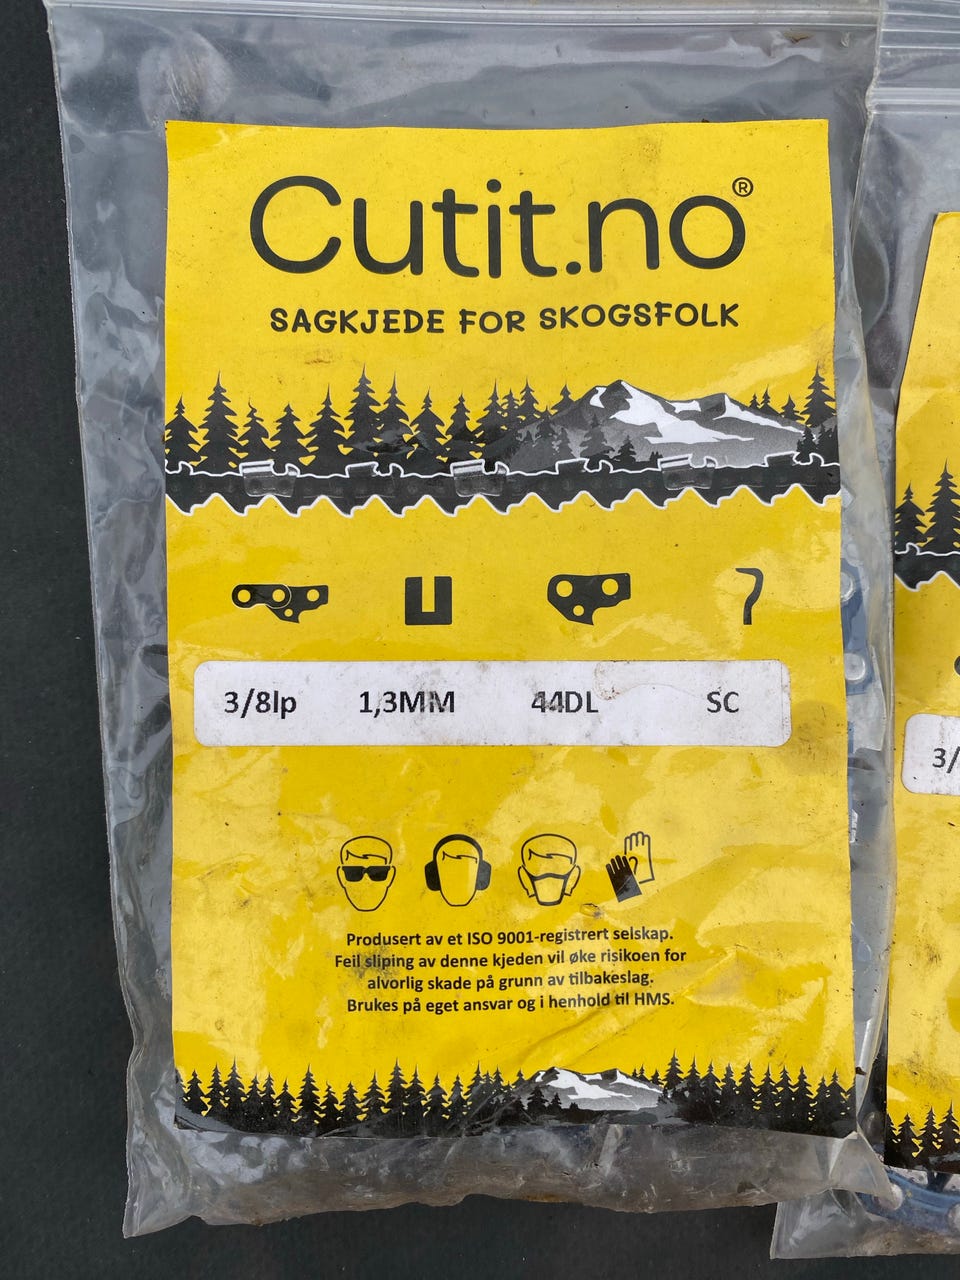 Cutit.no®
SAGKJEDE FOR SKOGSFOLK
3/8lp 1,3MM 44DL SC
3/
Produsert av et ISO 9001-registrert selskap.
Feil sliping av denne kjeden vil øke risikoen for
alvorlig skade på grunn av tilbakeslag.
Brukes på eget ansvar og i henhold til HMS.